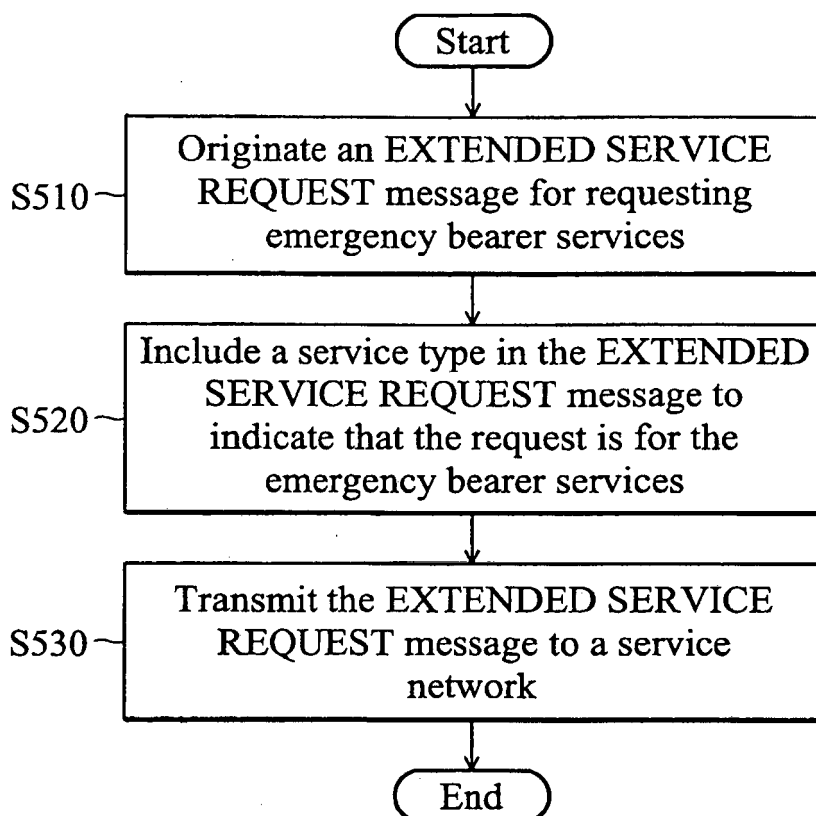 Start
Originate an EXTENDED SERVICE
REQUEST message for requesting
emergency bearer services
S510
Include a service type in the EXTENDED
SERVICE REQUEST message to
indicate that the request is for the
emergency bearer services
S520
Transmit the EXTENDED SERVICE
REQUEST message to a service
network
S530
End